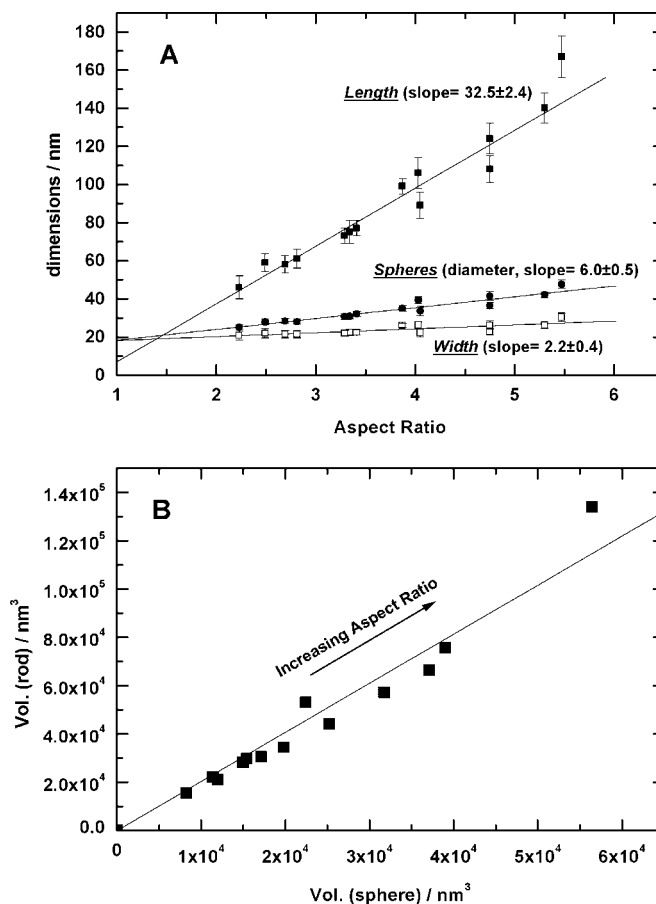 A
180
160
140
120
100
80
60
40
20
0
dimensions / nm
Length (slope= 32.5±2.4)
Spheres (diameter, slope= 6.0±0.5)
Width (slope= 2.2±0.4)
1 2 3 4 5 6
Aspect Ratio
B
1.4x10⁵
1.2x10⁵
1.0x10⁵
8.0x10⁴
6.0x10⁴
4.0x10⁴
2.0x10⁴
0.0
Vol. (rod) / nm³
Increasing Aspect Ratio
0 1x10⁴ 2x10⁴ 3x10⁴ 4x10⁴ 5x10⁴ 6x10⁴
Vol. (sphere) / nm³